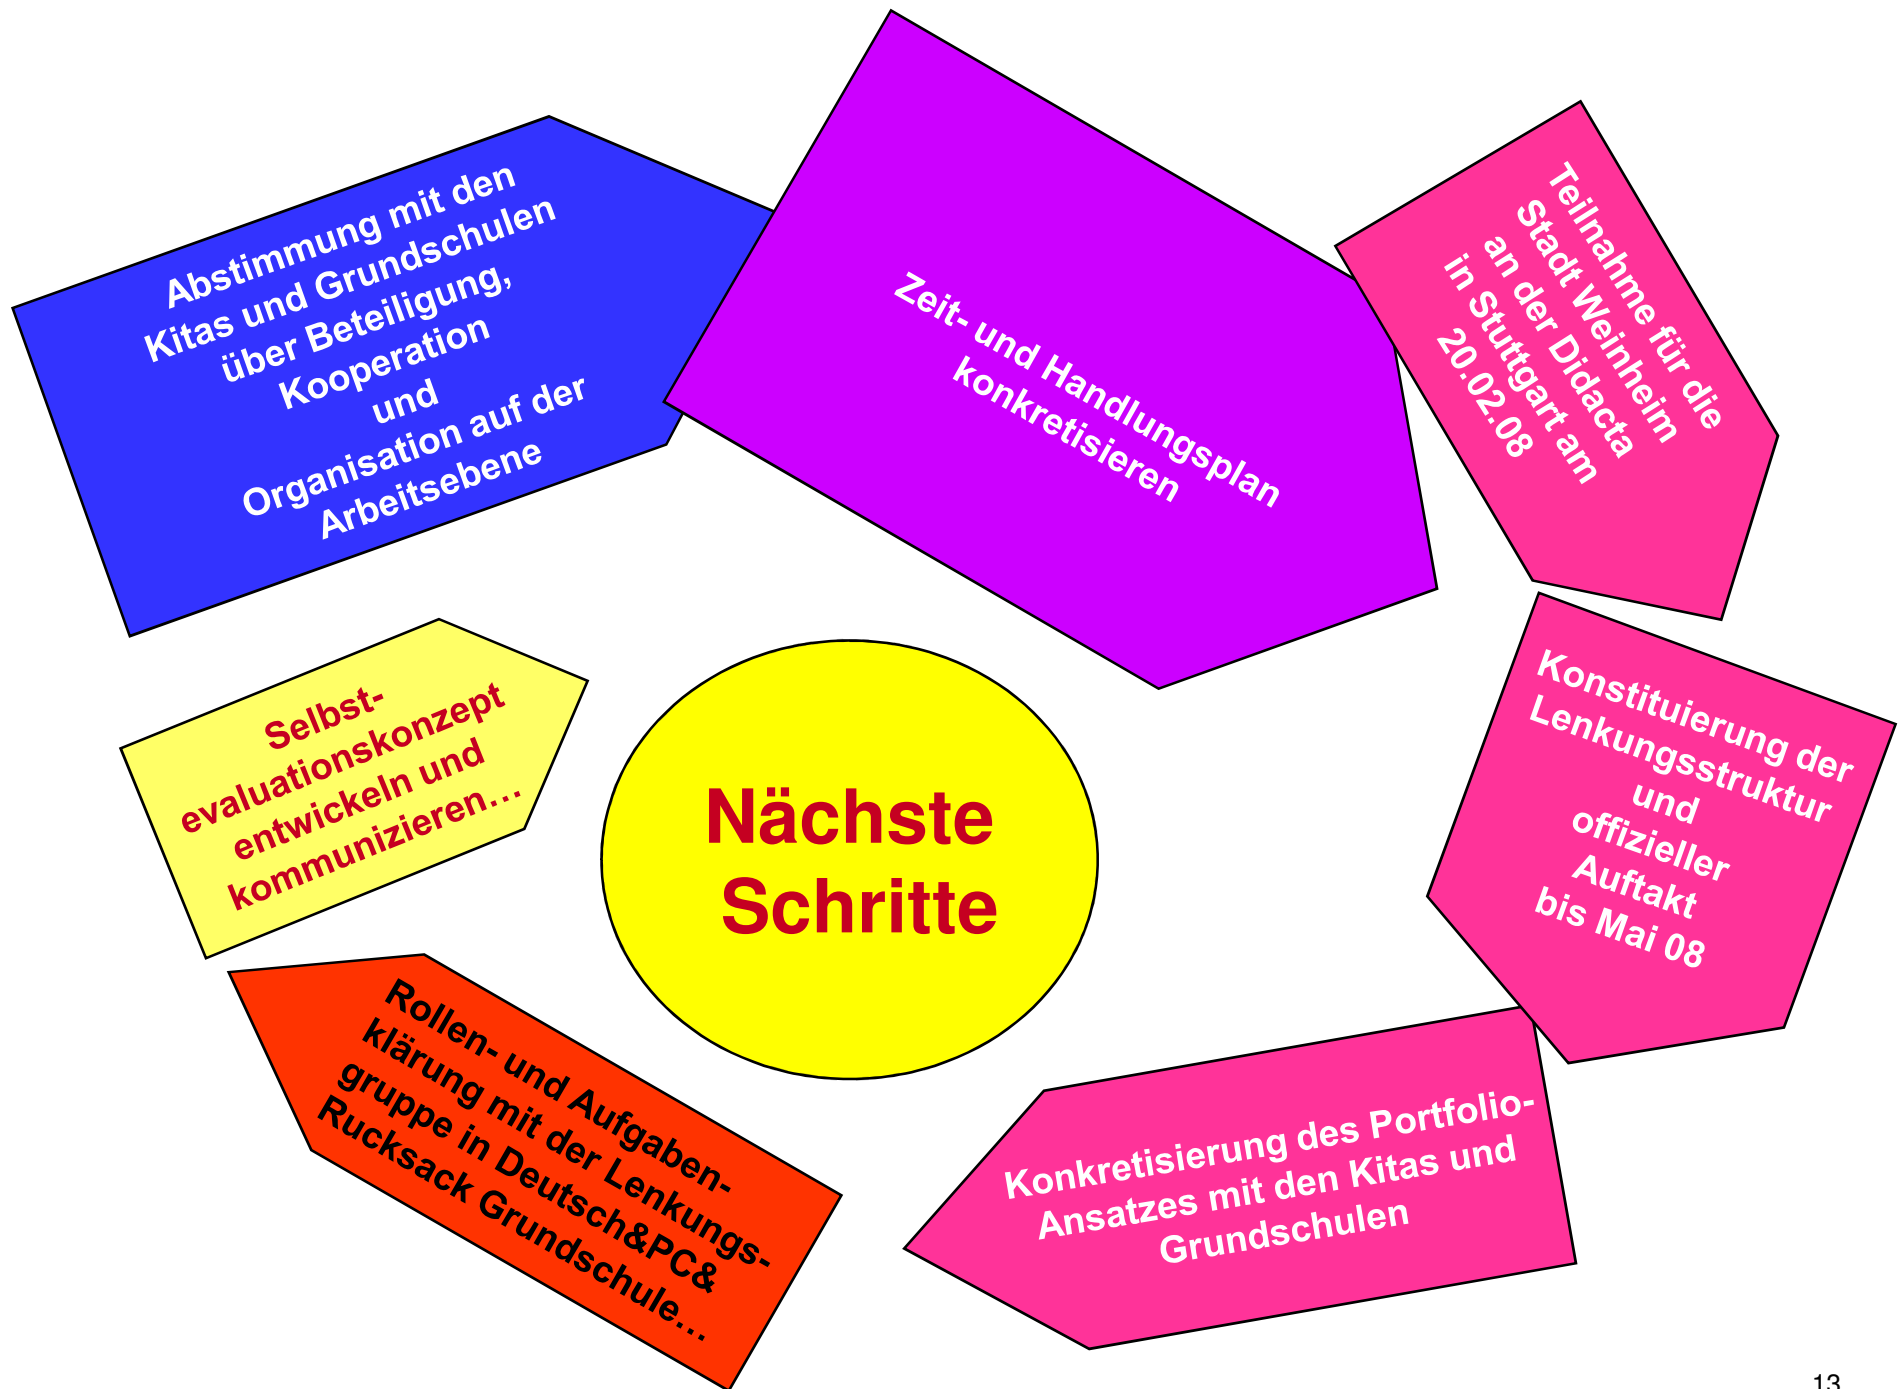 Abstimmung mit den
Kitas und Grundschulen
über Beteiligung,
Kooperation
und
Organisation auf der
Arbeitsebene
Zeit- und Handlungsplan
konkretisieren
Teilnahme für die
Stadt Weinheim
an der Didacta
in Stuttgart am
20.02.08
Konstituierung der
Lenkungsstruktur
und
offizieller
Auftakt
bis Mai 08
Konkretisierung des Portfolio-
Ansatzes mit den Kitas und
Grundschulen
Rollen- und Aufgaben-
klärung mit der Lenkungs-
gruppe in Deutsch&PC&
Rucksack Grundschule…
Selbst-
evaluationskonzept
entwickeln und
kommunizieren…
Nächste
Schritte
13